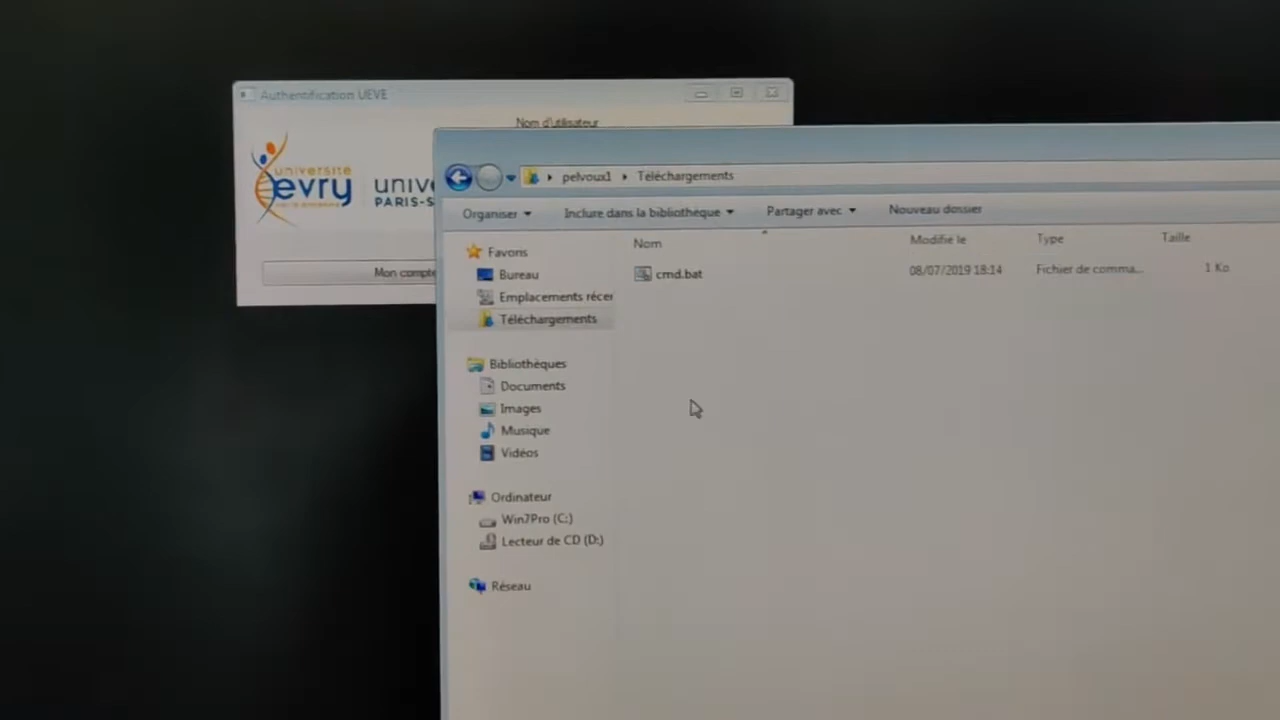 Authentification UEVE
Nom d'utilisateur
université
evry
univ
PARIS-S
Mon compte
pelvoux1 Téléchargements
Organiser Inclure dans la bibliothèque Partager avec Nouveau dossier
Nom Modifié le Type Taille
cmd.bat 08/07/2019 18:14 Fichier de comma... 1 Ko
Favoris
Bureau
Emplacements récen
Téléchargements
Bibliothèques
Documents
Images
Musique
Vidéos
Ordinateur
Win7Pro (C:)
Lecteur de CD (D:)
Réseau